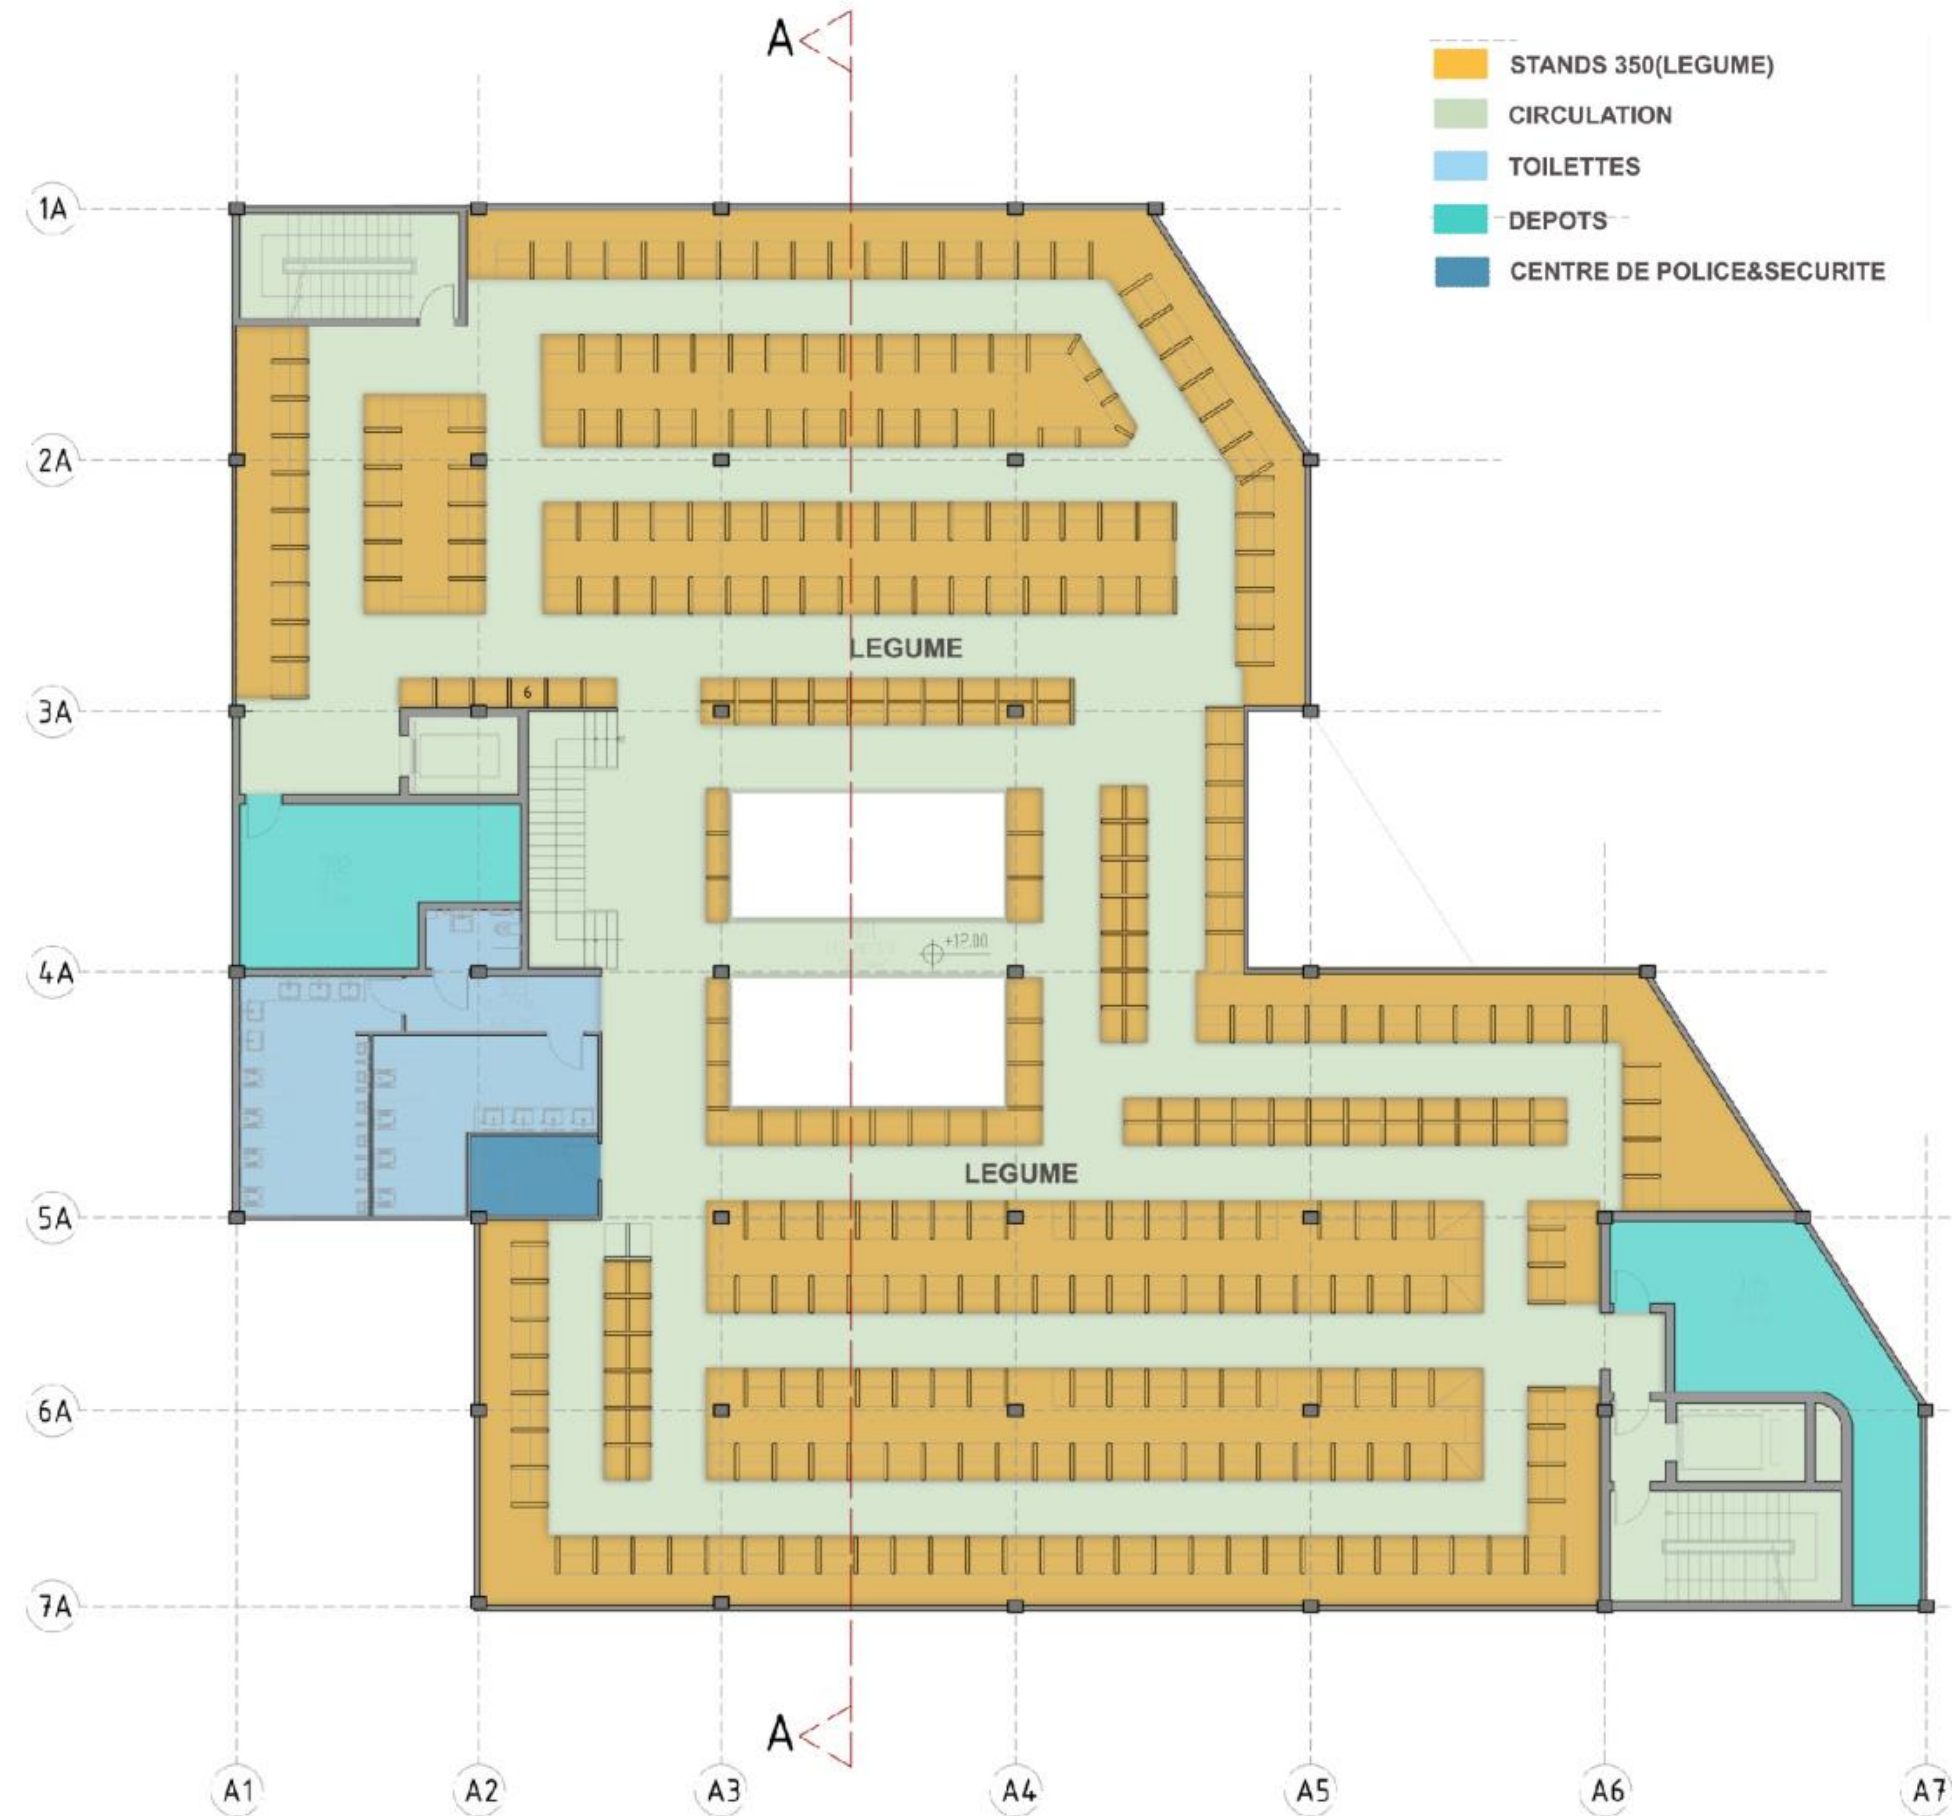 A
STANDS 350(LEGUME)
CIRCULATION
TOILETTES
DEPOTS
CENTRE DE POLICE&SECURITE
1A
2A
LEGUME
6
3A
+12.00
4A
LEGUME
5A
6A
7A
A
A1
A2
A3
A4
A5
A6
A7